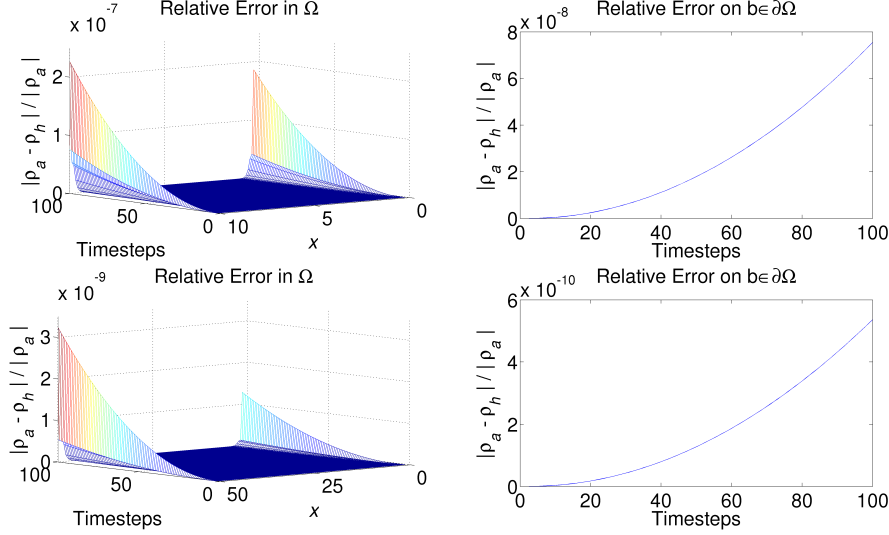 Relative Error in Ω
x 10^-7
|ρ_a - ρ_h| / |ρ_a|
2
1
0
100
50
0
Timesteps
10
5
0
x
Relative Error on b∈∂Ω
x 10^-8
|ρ_a - ρ_h| / |ρ_a|
8
6
4
2
0
0 20 40 60 80 100
Timesteps
Relative Error in Ω
x 10^-9
|ρ_a - ρ_h| / |ρ_a|
3
2
1
0
100
50
0
Timesteps
50
25
0
x
Relative Error on b∈∂Ω
x 10^-10
|ρ_a - ρ_h| / |ρ_a|
6
4
2
0
0 20 40 60 80 100
Timesteps